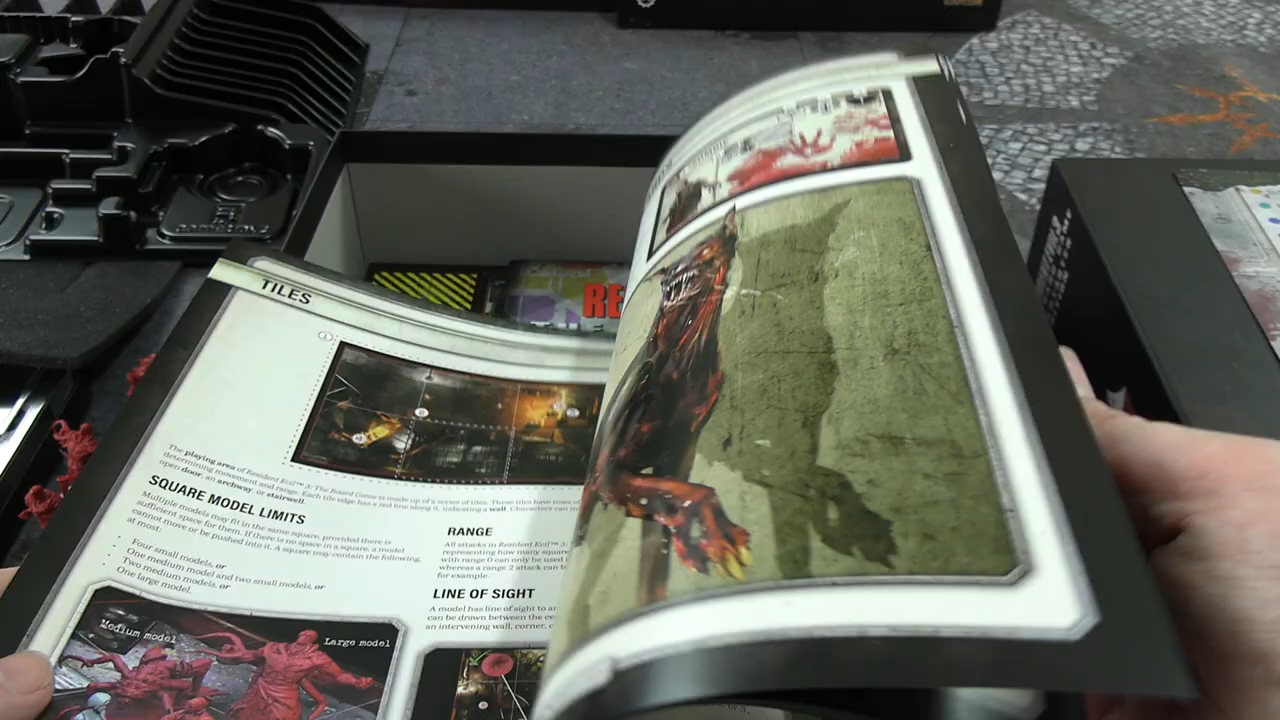 TILES
The playing area of Resident Evil™ 3: The Board Game is made up of a series of tiles. These tiles have rows of
determining movement and range. Each tile edge has a red line along it, indicating a wall. Characters can
open door, an archway, or stairwell.
SQUARE MODEL LIMITS
Multiple models may fit in the same square, provided there is
sufficient space for them. If there is no space in a square, a model
cannot move or be pushed into it. A square may contain the following,
at most:
· Four small models, or
· One medium model and two small models, or
· Two medium models, or
· One large model.
Medium model
Large model
RANGE
All attacks in Resident Evil™ 3:
representing how many square
with range 0 can only be used
whereas a range 2 attack can
for example.
LINE OF SIGHT
A model has line of sight to
can be drawn between the ce
an intervening wall, corner,
RE